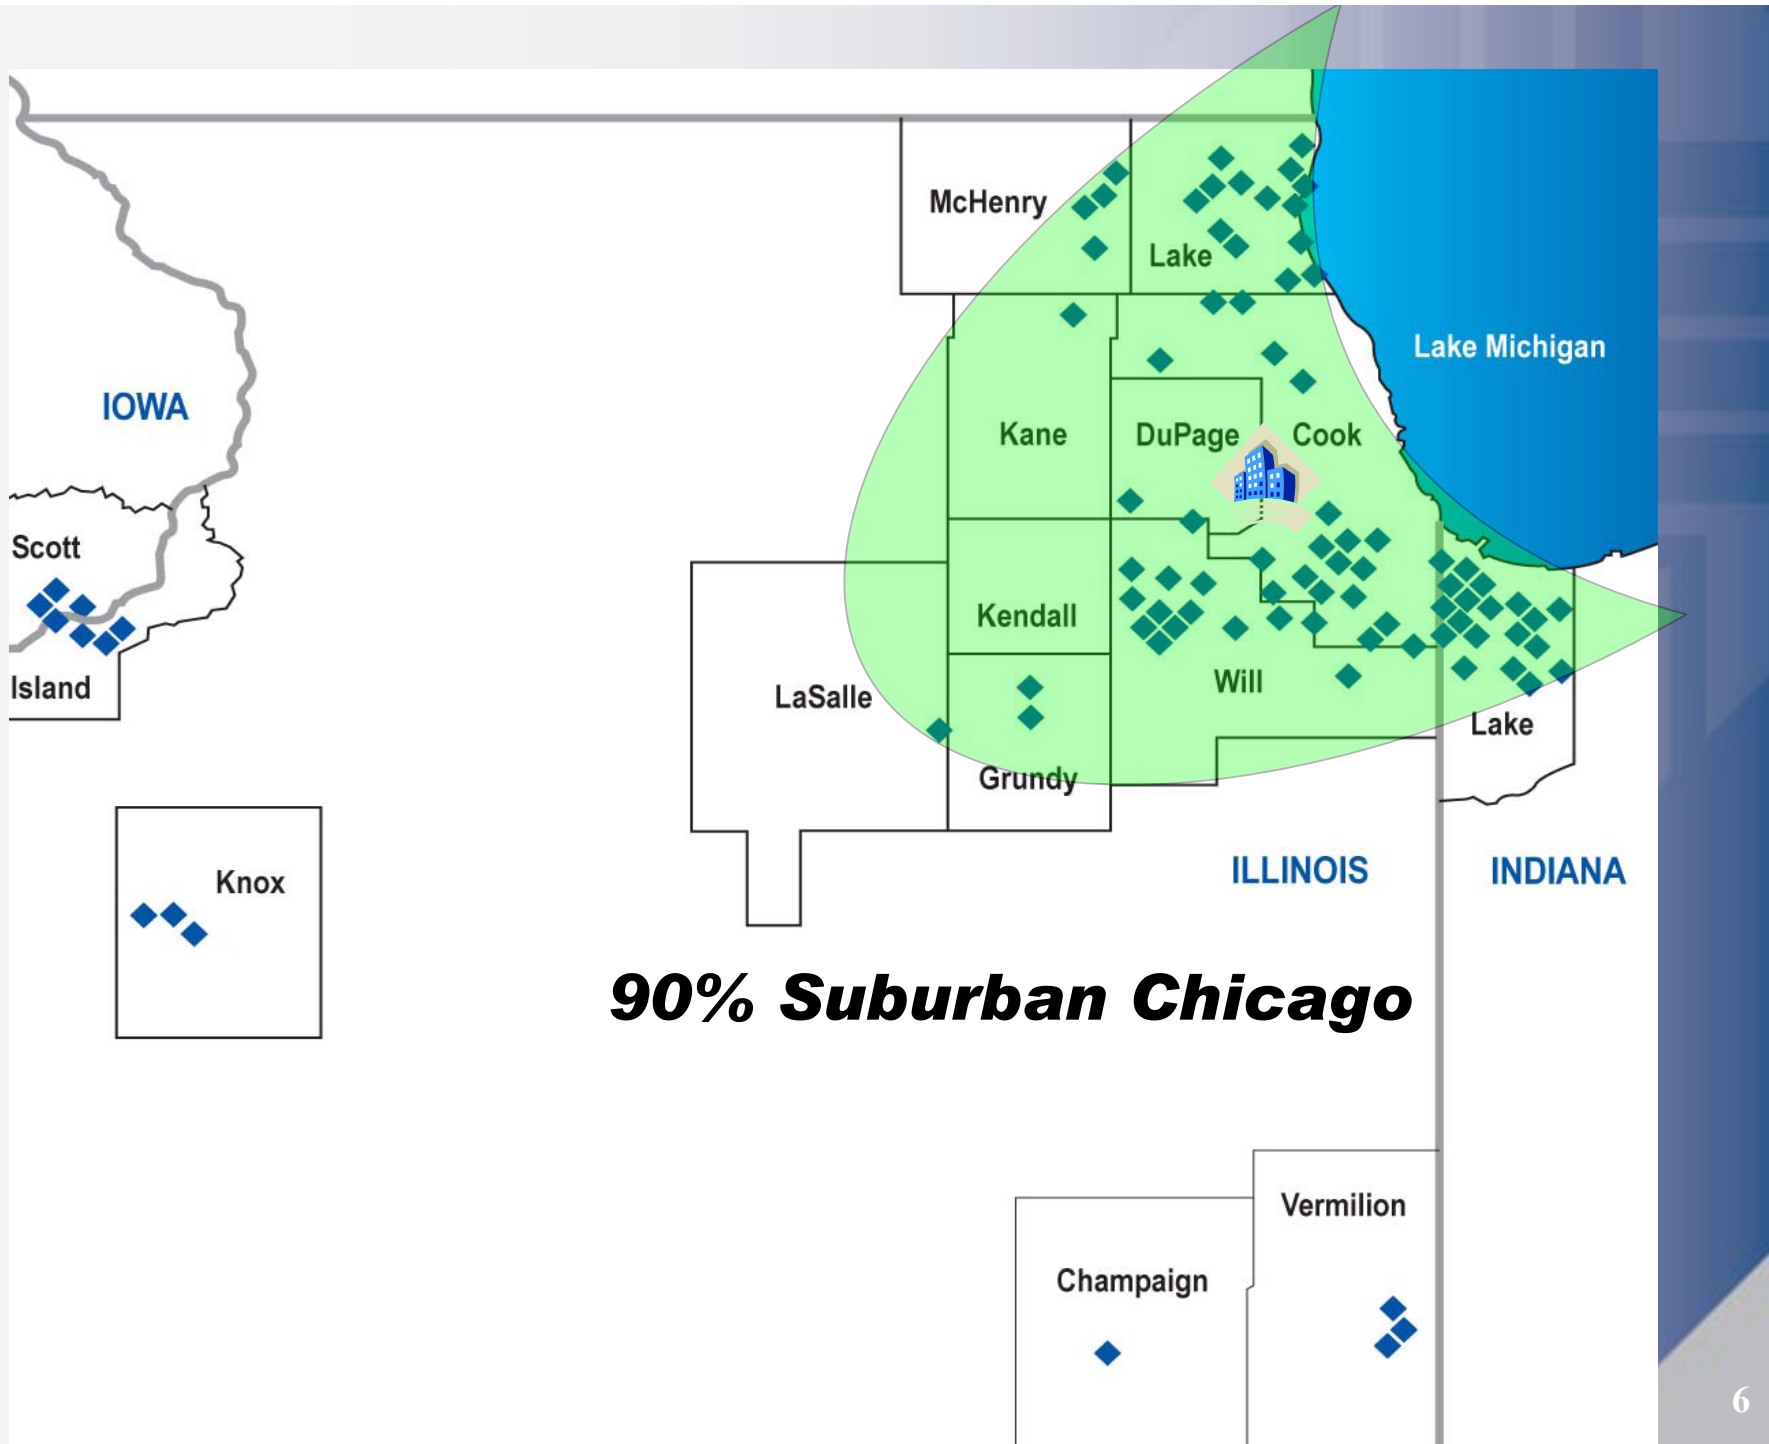 McHenry
Lake
Lake Michigan
IOWA
Kane
DuPage
Cook
Scott
Kendall
Island
LaSalle
Will
Lake
Grundy
ILLINOIS
INDIANA
Knox
90% Suburban Chicago
Vermilion
Champaign
6